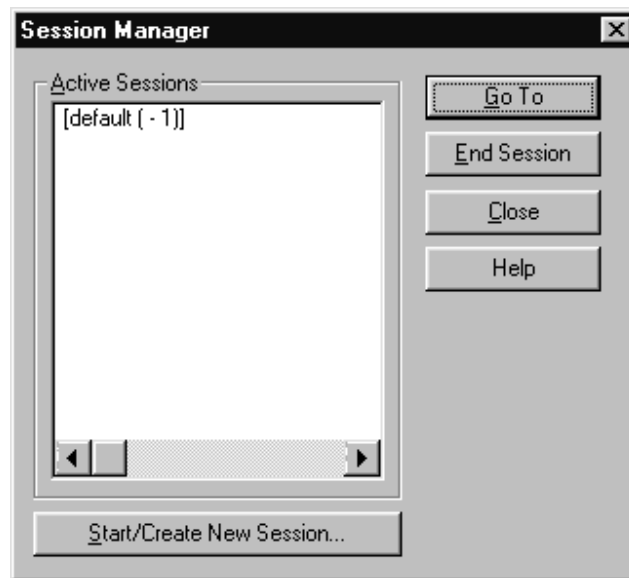 Session Manager
Active Sessions
[default ( - 1)]
Go To
End Session
Close
Help
Start/Create New Session...